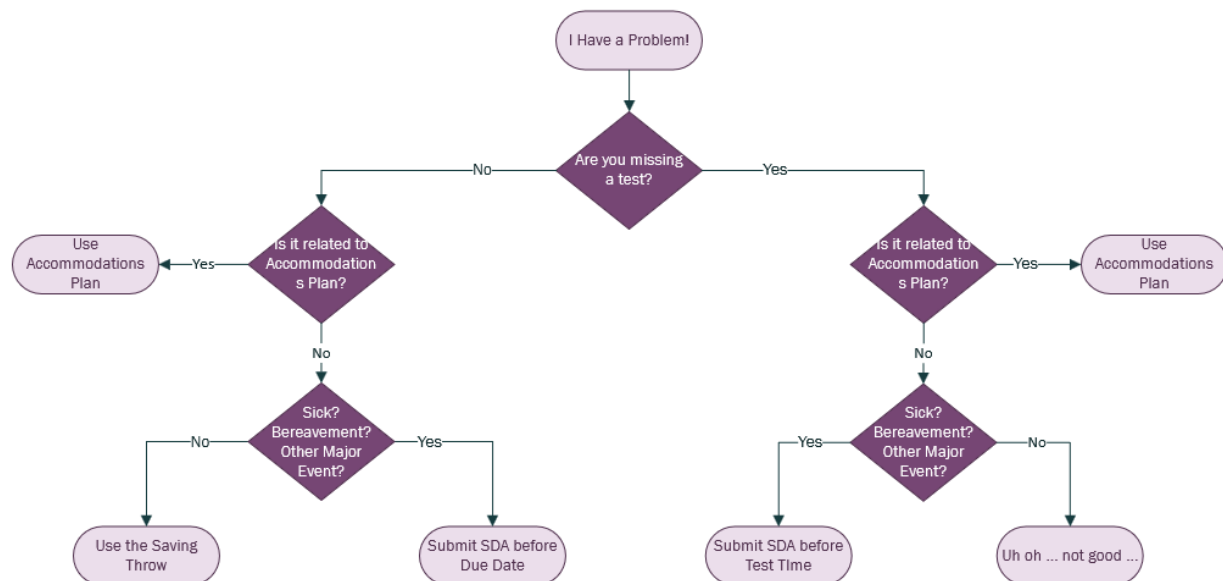 I Have a Problem!
Are you missing
a test?
No
Yes
Is it related to
Accommodation
s Plan?
Is it related to
Accommodation
s Plan?
Use
Accommodations
Plan
Yes
Yes
Use
Accommodations
Plan
No
No
Sick?
Bereavement?
Other Major
Event?
Sick?
Bereavement?
Other Major
Event?
No
Yes
Yes
No
Use the Saving
Throw
Submit SDA before
Due Date
Submit SDA before
Test TIme
Uh oh ... not good ...